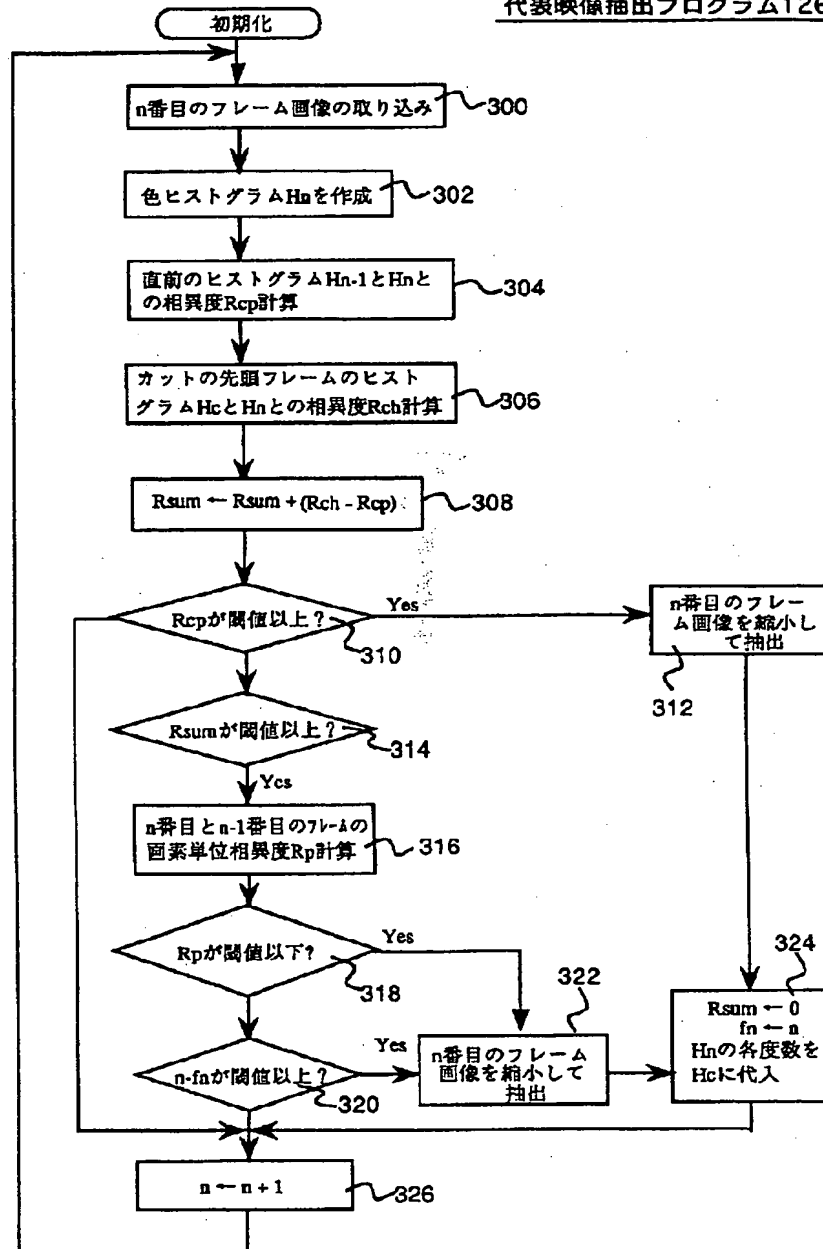 代表映像抽出プログラム126
初期化
n番目のフレーム画像の取り込み
300
色ヒストグラムHnを作成
302
直前のヒストグラムHn-1とHnと
の相異度Rcp計算
304
カットの先頭フレームのヒスト
グラムHcとHnとの相異度Rch計算
306
Rsum ← Rsum + (Rch - Rcp)
308
Rcpが閾値以上?
310
Yes
n番目のフレー
ム画像を縮小し
て抽出
312
Rsumが閾値以上?
314
Yes
n番目とn-1番目のフレームの
画素単位相異度Rp計算
316
Rpが閾値以下?
318
Yes
n-fnが閾値以上?
320
Yes
n番目のフレーム
画像を縮小して
抽出
322
324
Rsum ← 0
fn ← n
Hnの各度数を
Hcに代入
n ← n + 1
326